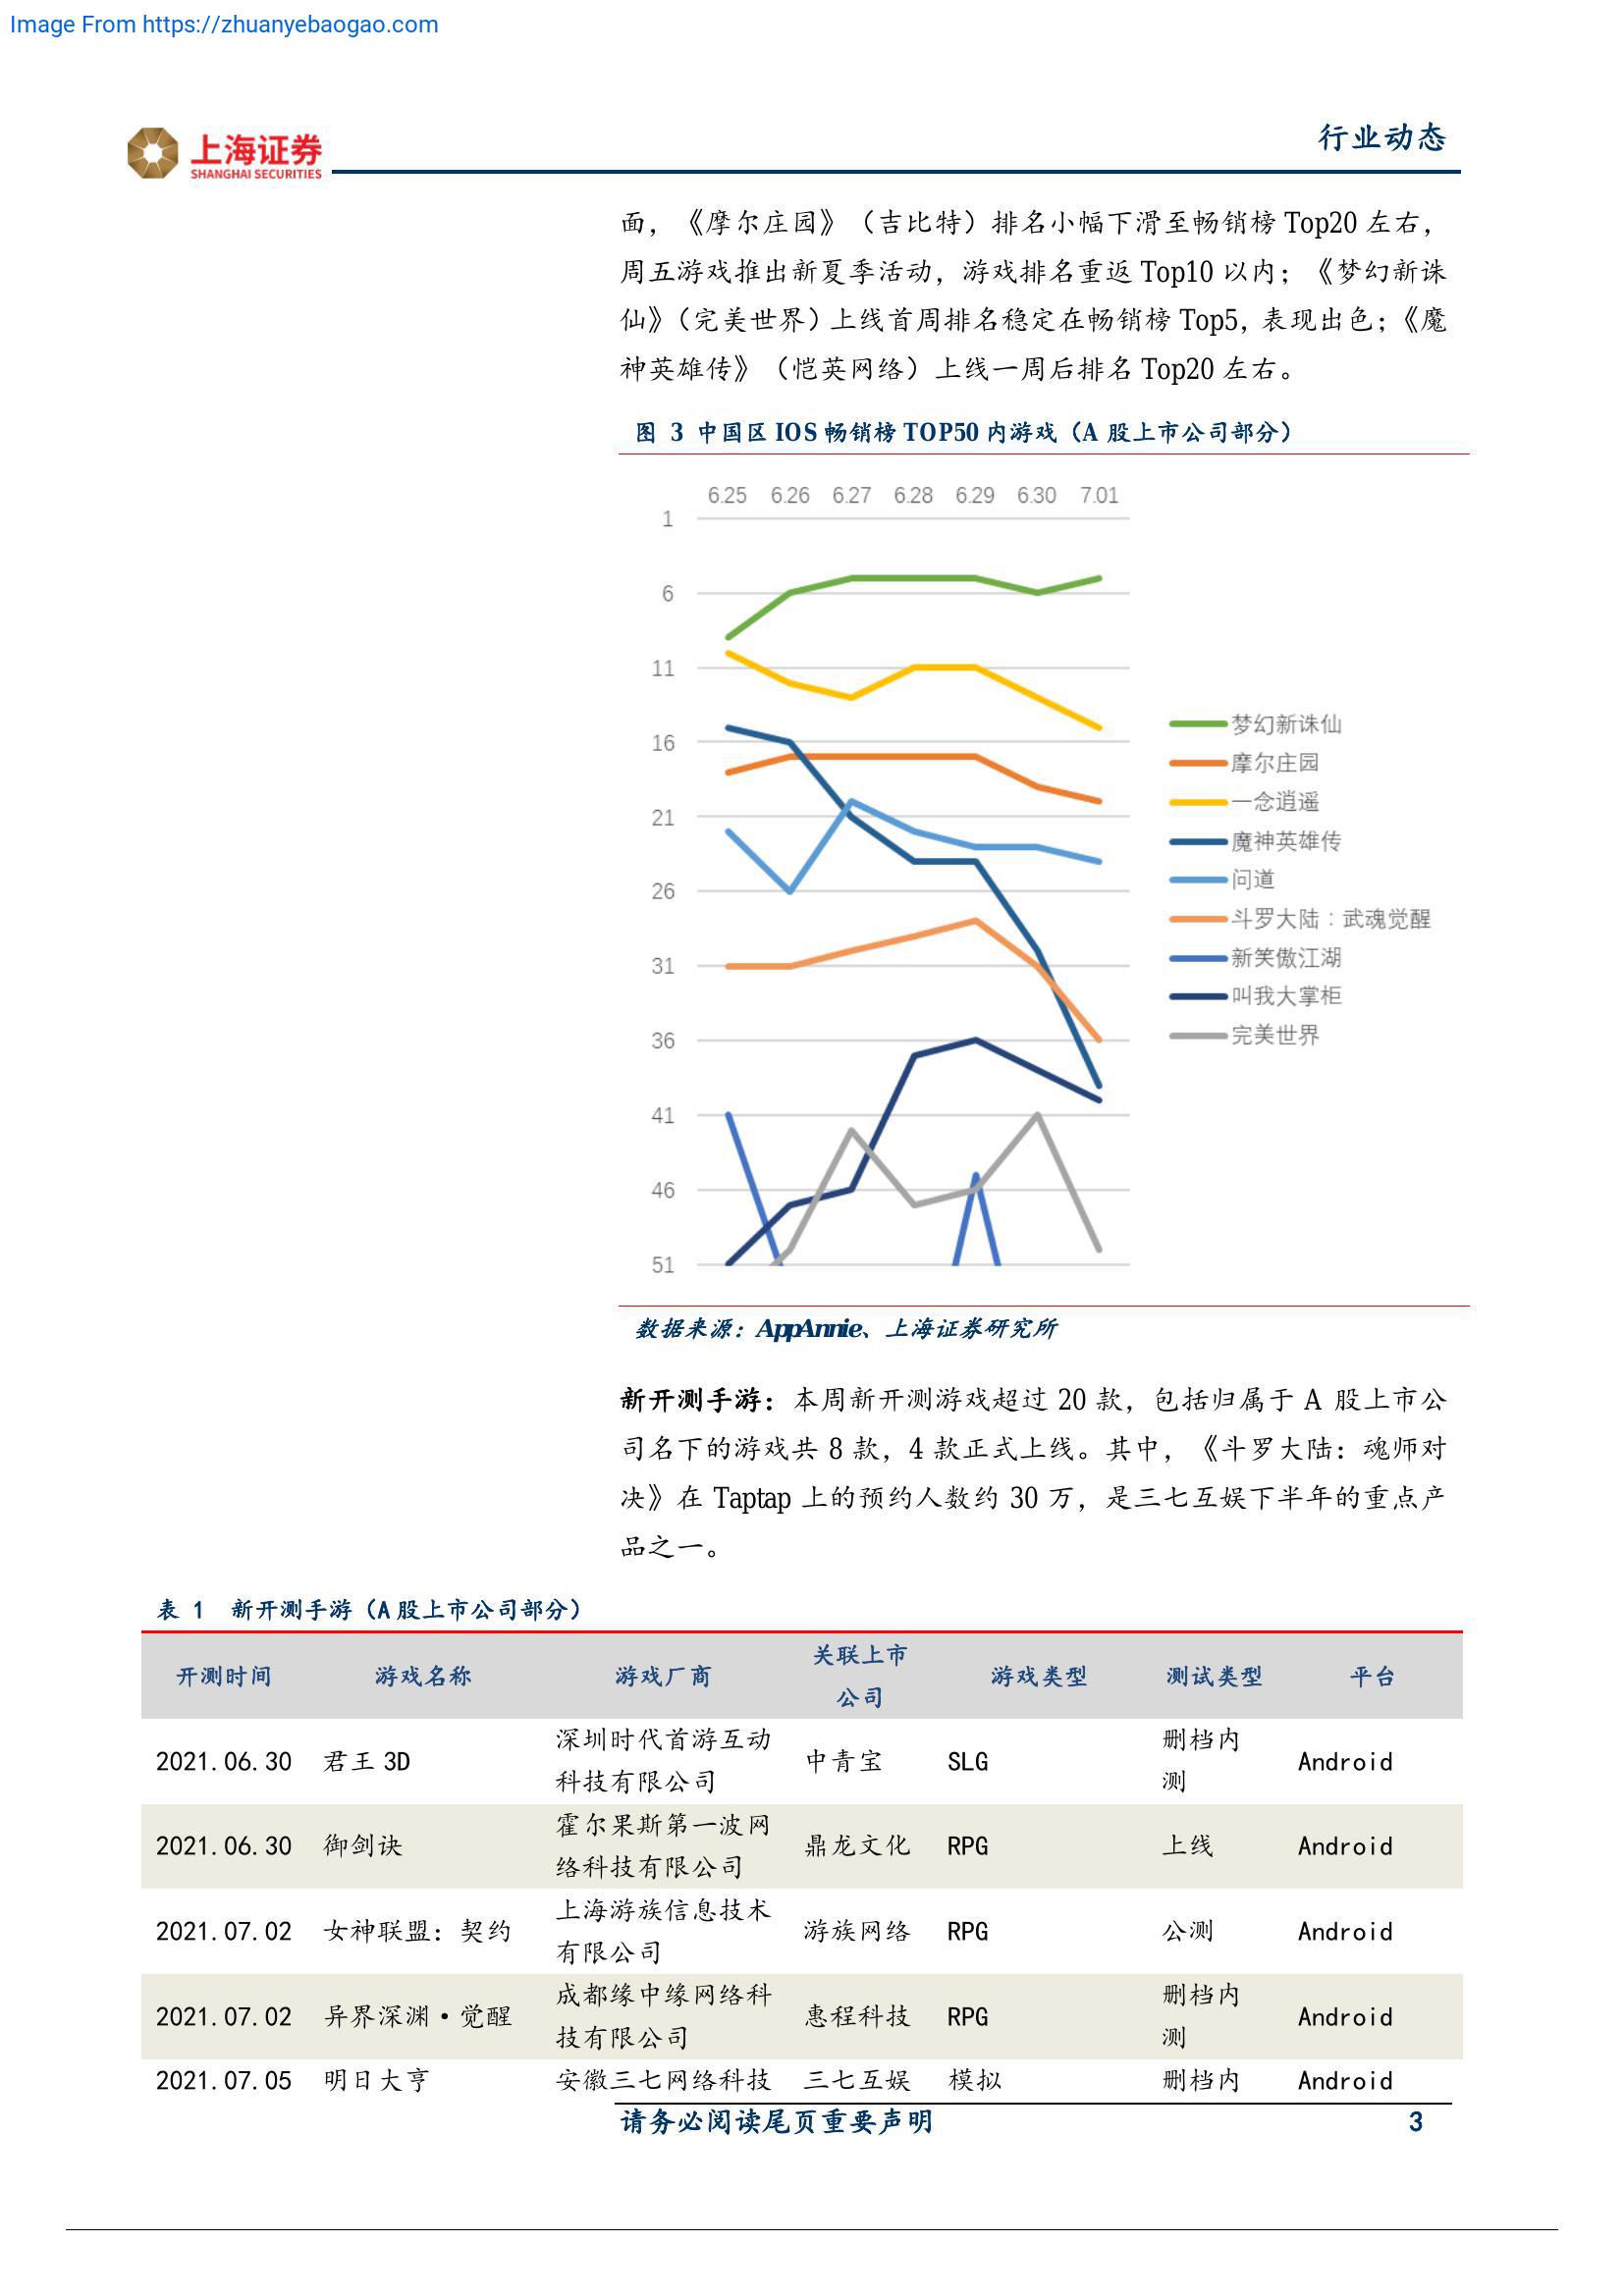 Image From https://zhuanyebaogao.com
上海证券
SHANGHAI SECURITIES
行业动态
面，《摩尔庄园》（吉比特）排名小幅下滑至畅销榜 Top20 左右，
周五游戏推出新夏季活动，游戏排名重返 Top10 以内；《梦幻新诛
仙》（完美世界）上线首周排名稳定在畅销榜 Top5，表现出色；《魔
神英雄传》（恺英网络）上线一周后排名 Top20 左右。
图 3 中国区 IOS 畅销榜 TOP50 内游戏（A 股上市公司部分）
6.25 6.26 6.27 6.28 6.29 6.30 7.01
1
6
11
16
21
26
31
36
41
46
51
梦幻新诛仙
摩尔庄园
一念逍遥
魔神英雄传
问道
斗罗大陆：武魂觉醒
新笑傲江湖
叫我大掌柜
完美世界
数据来源：AppAnnie、上海证券研究所
新开测手游：本周新开测游戏超过 20 款，包括归属于 A 股上市公
司名下的游戏共 8 款，4 款正式上线。其中，《斗罗大陆：魂师对
决》在 Taptap 上的预约人数约 30 万，是三七互娱下半年的重点产
品之一。
表 1 新开测手游（A 股上市公司部分）
开测时间 游戏名称 游戏厂商 关联上市 游戏类型 测试类型 平台
公司
2021.06.30 君王 3D 深圳时代首游互动 中青宝 SLG 删档内 Android
科技有限公司 测
2021.06.30 御剑诀 霍尔果斯第一波网 鼎龙文化 RPG 上线 Android
络科技有限公司
2021.07.02 女神联盟：契约 上海游族信息技术 游族网络 RPG 公测 Android
有限公司
2021.07.02 异界深渊·觉醒 成都缘中缘网络科 惠程科技 RPG 删档内 Android
技有限公司 测
2021.07.05 明日大亨 安徽三七网络科技 三七互娱 模拟 删档内 Android
请务必阅读尾页重要声明 3